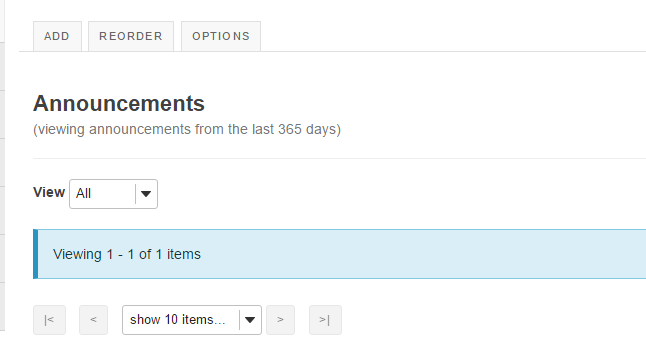 ADD REORDER OPTIONS
Announcements
(viewing announcements from the last 365 days)
View All
Viewing 1 - 1 of 1 items
|< < show 10 items... > >|